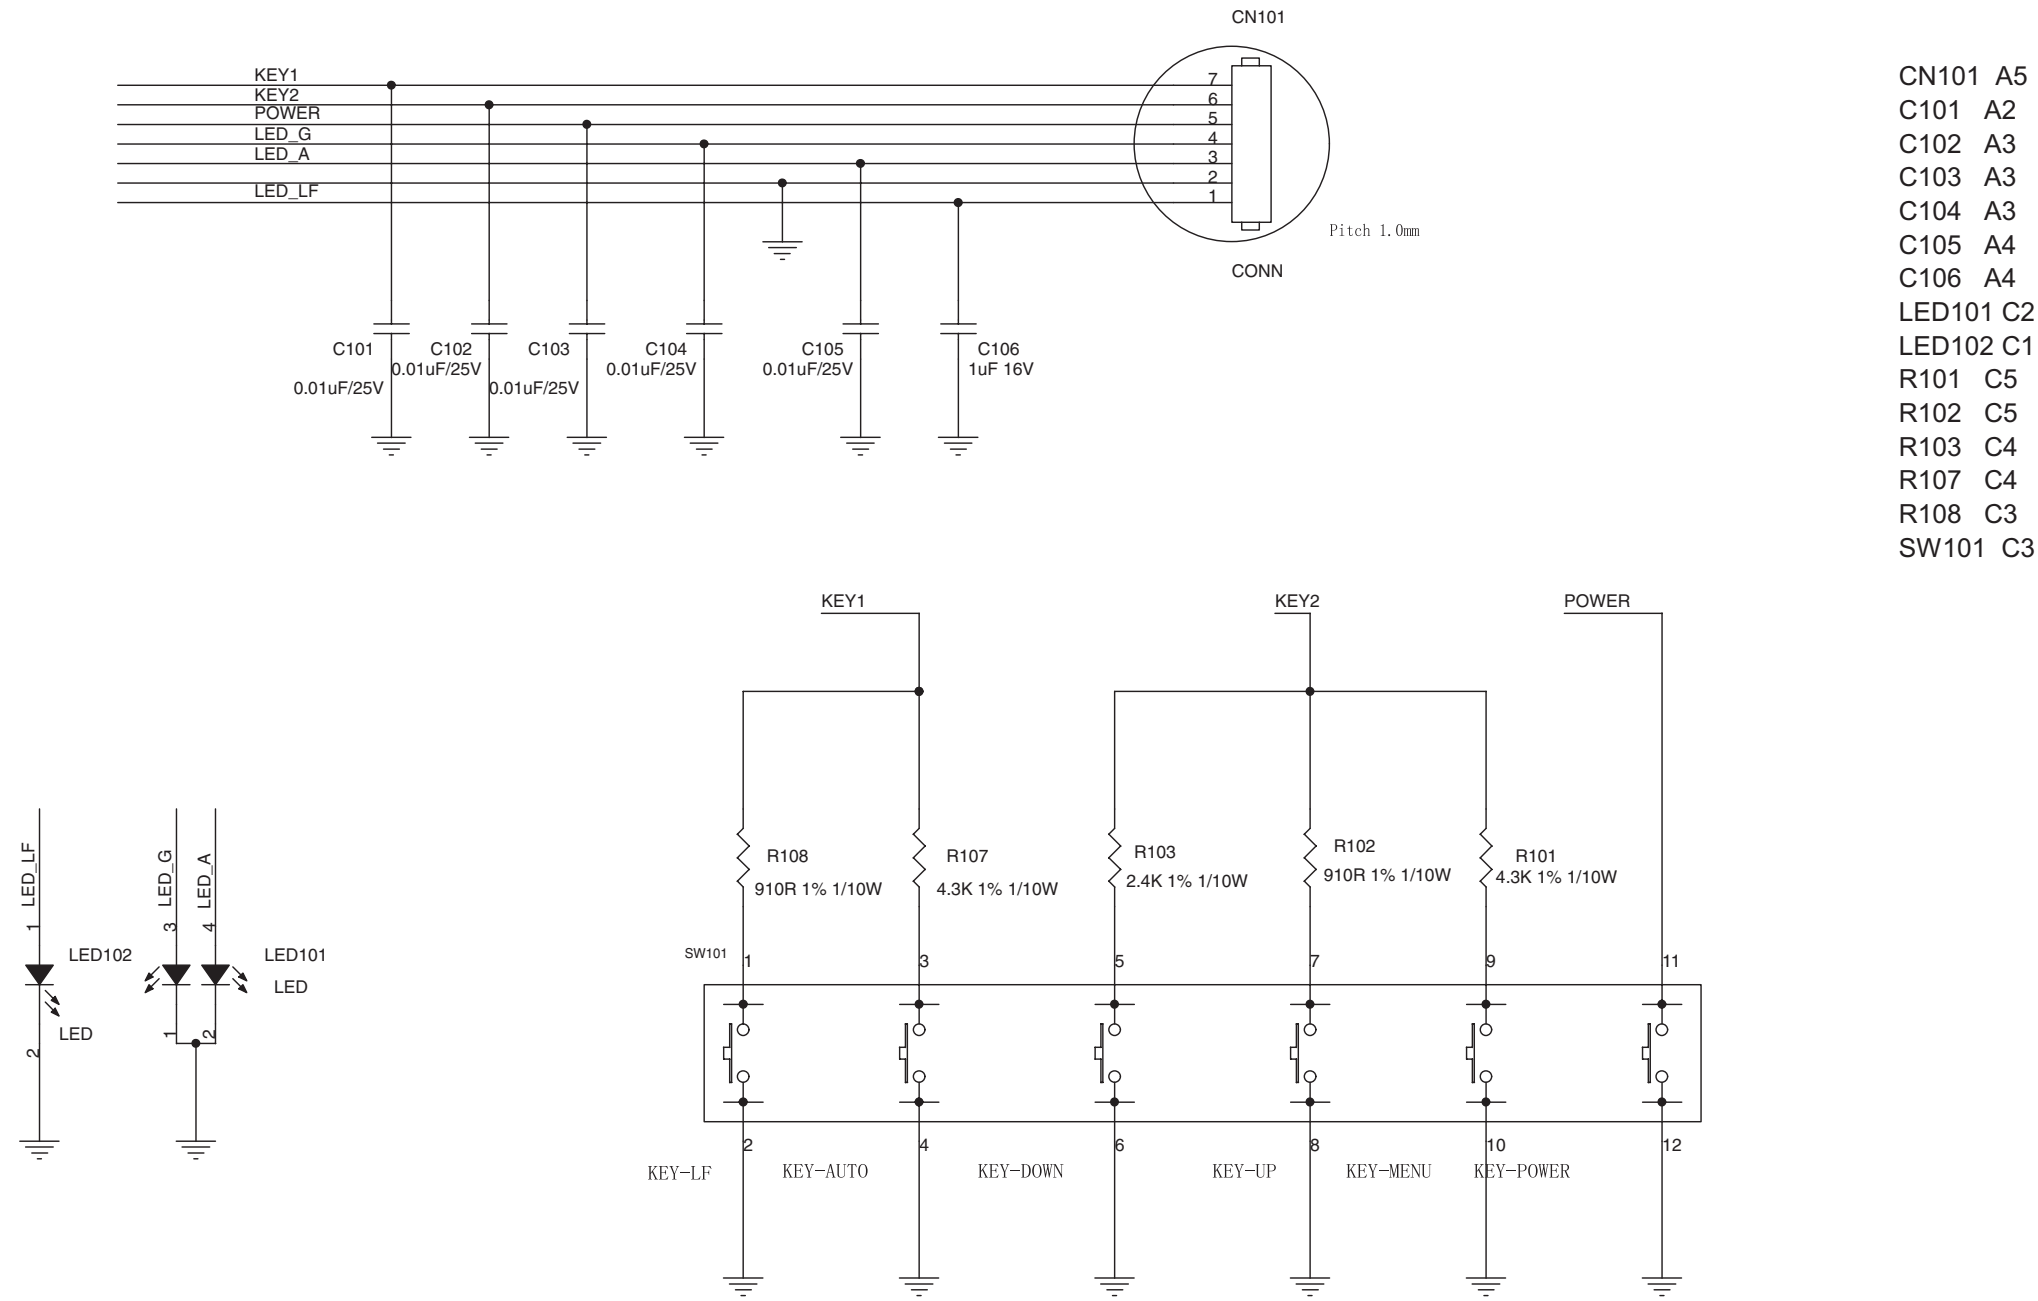 CN101
KEY1
KEY2
POWER
LED_G
LED_A
LED_LF
7
6
5
4
3
2
1
Pitch 1.0mm
CONN
C101
0.01uF/25V
C102
0.01uF/25V
C103
0.01uF/25V
C104
0.01uF/25V
C105
0.01uF/25V
C106
1uF 16V
CN101 A5
C101 A2
C102 A3
C103 A3
C104 A3
C105 A4
C106 A4
LED101 C2
LED102 C1
R101 C5
R102 C5
R103 C4
R107 C4
R108 C3
SW101 C3
KEY1
KEY2
POWER
R108
910R 1% 1/10W
R107
4.3K 1% 1/10W
R103
2.4K 1% 1/10W
R102
910R 1% 1/10W
R101
4.3K 1% 1/10W
LED_LF
1
LED102
LED
2
LED_G
3
LED_A
4
LED101
LED
1
2
SW101
1
3
5
7
9
11
2
4
6
8
10
12
KEY-LF
KEY-AUTO
KEY-DOWN
KEY-UP
KEY-MENU
KEY-POWER